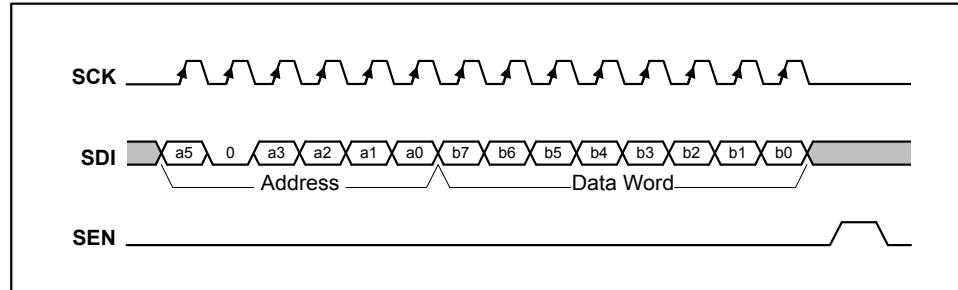 SCK
SDI a5 0 a3 a2 a1 a0 b7 b6 b5 b4 b3 b2 b1 b0
Address Data Word
SEN